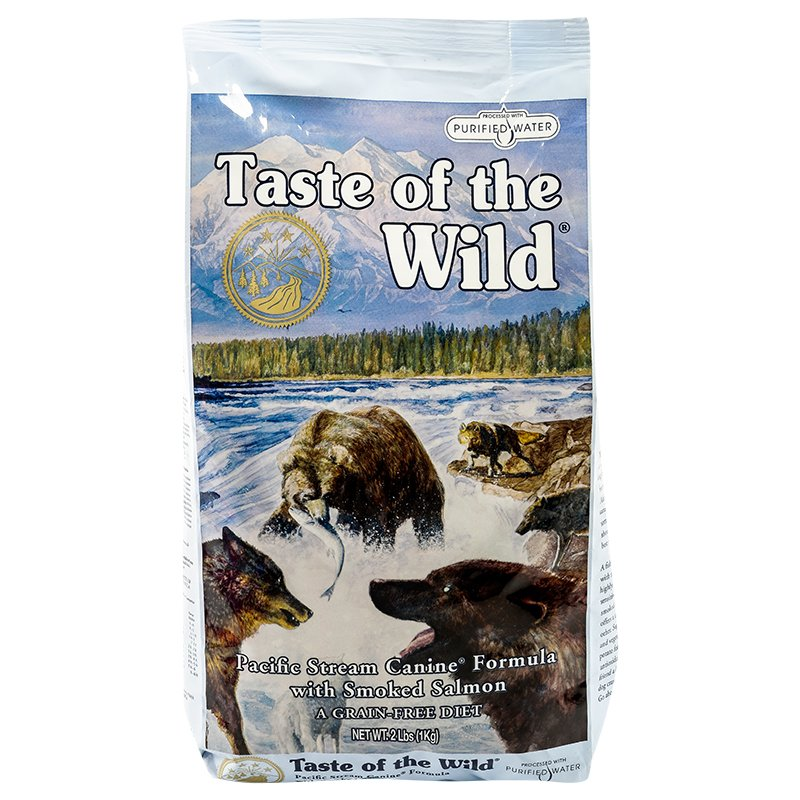 PROCESSED WITH
PURIFIED WATER
Taste of the
Wild®
Pacific Stream Canine® Formula
with Smoked Salmon
A GRAIN-FREE DIET
NET WT. 2 Lbs (1Kg)
Taste of the Wild®
PROCESSED WITH
PURIFIED WATER
Pacific Stream Canine® Formula